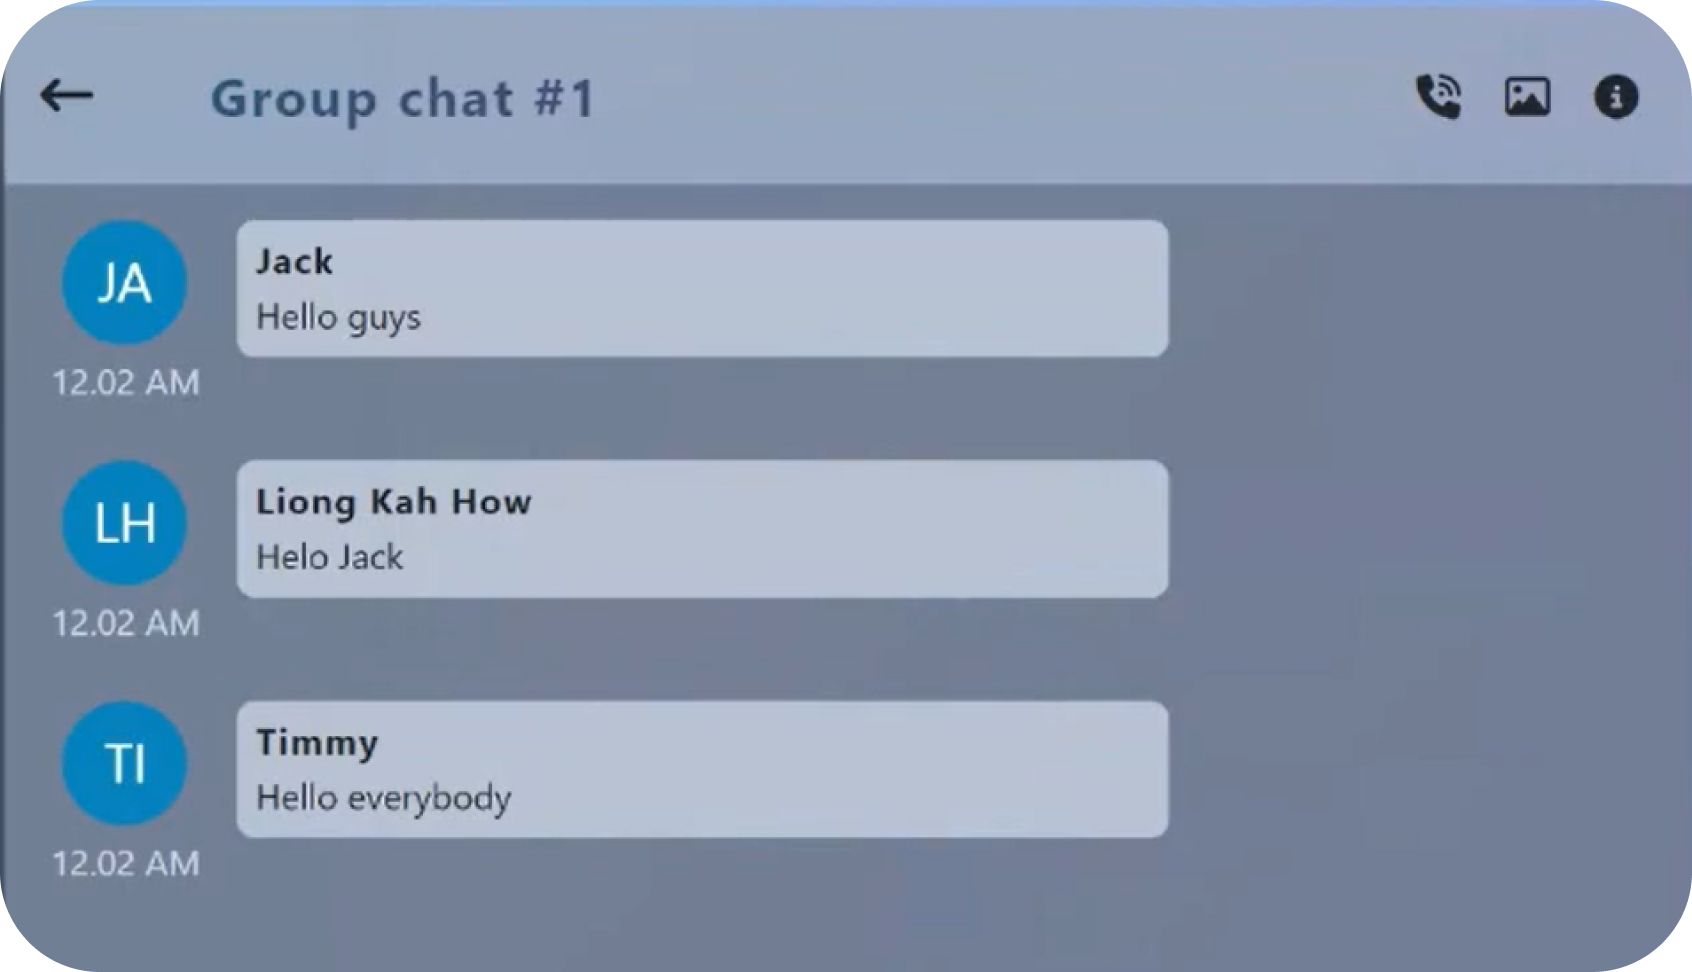 Group chat #1
JA
Jack
Hello guys
12.02 AM
LH
Liong Kah How
Helo Jack
12.02 AM
TI
Timmy
Hello everybody
12.02 AM